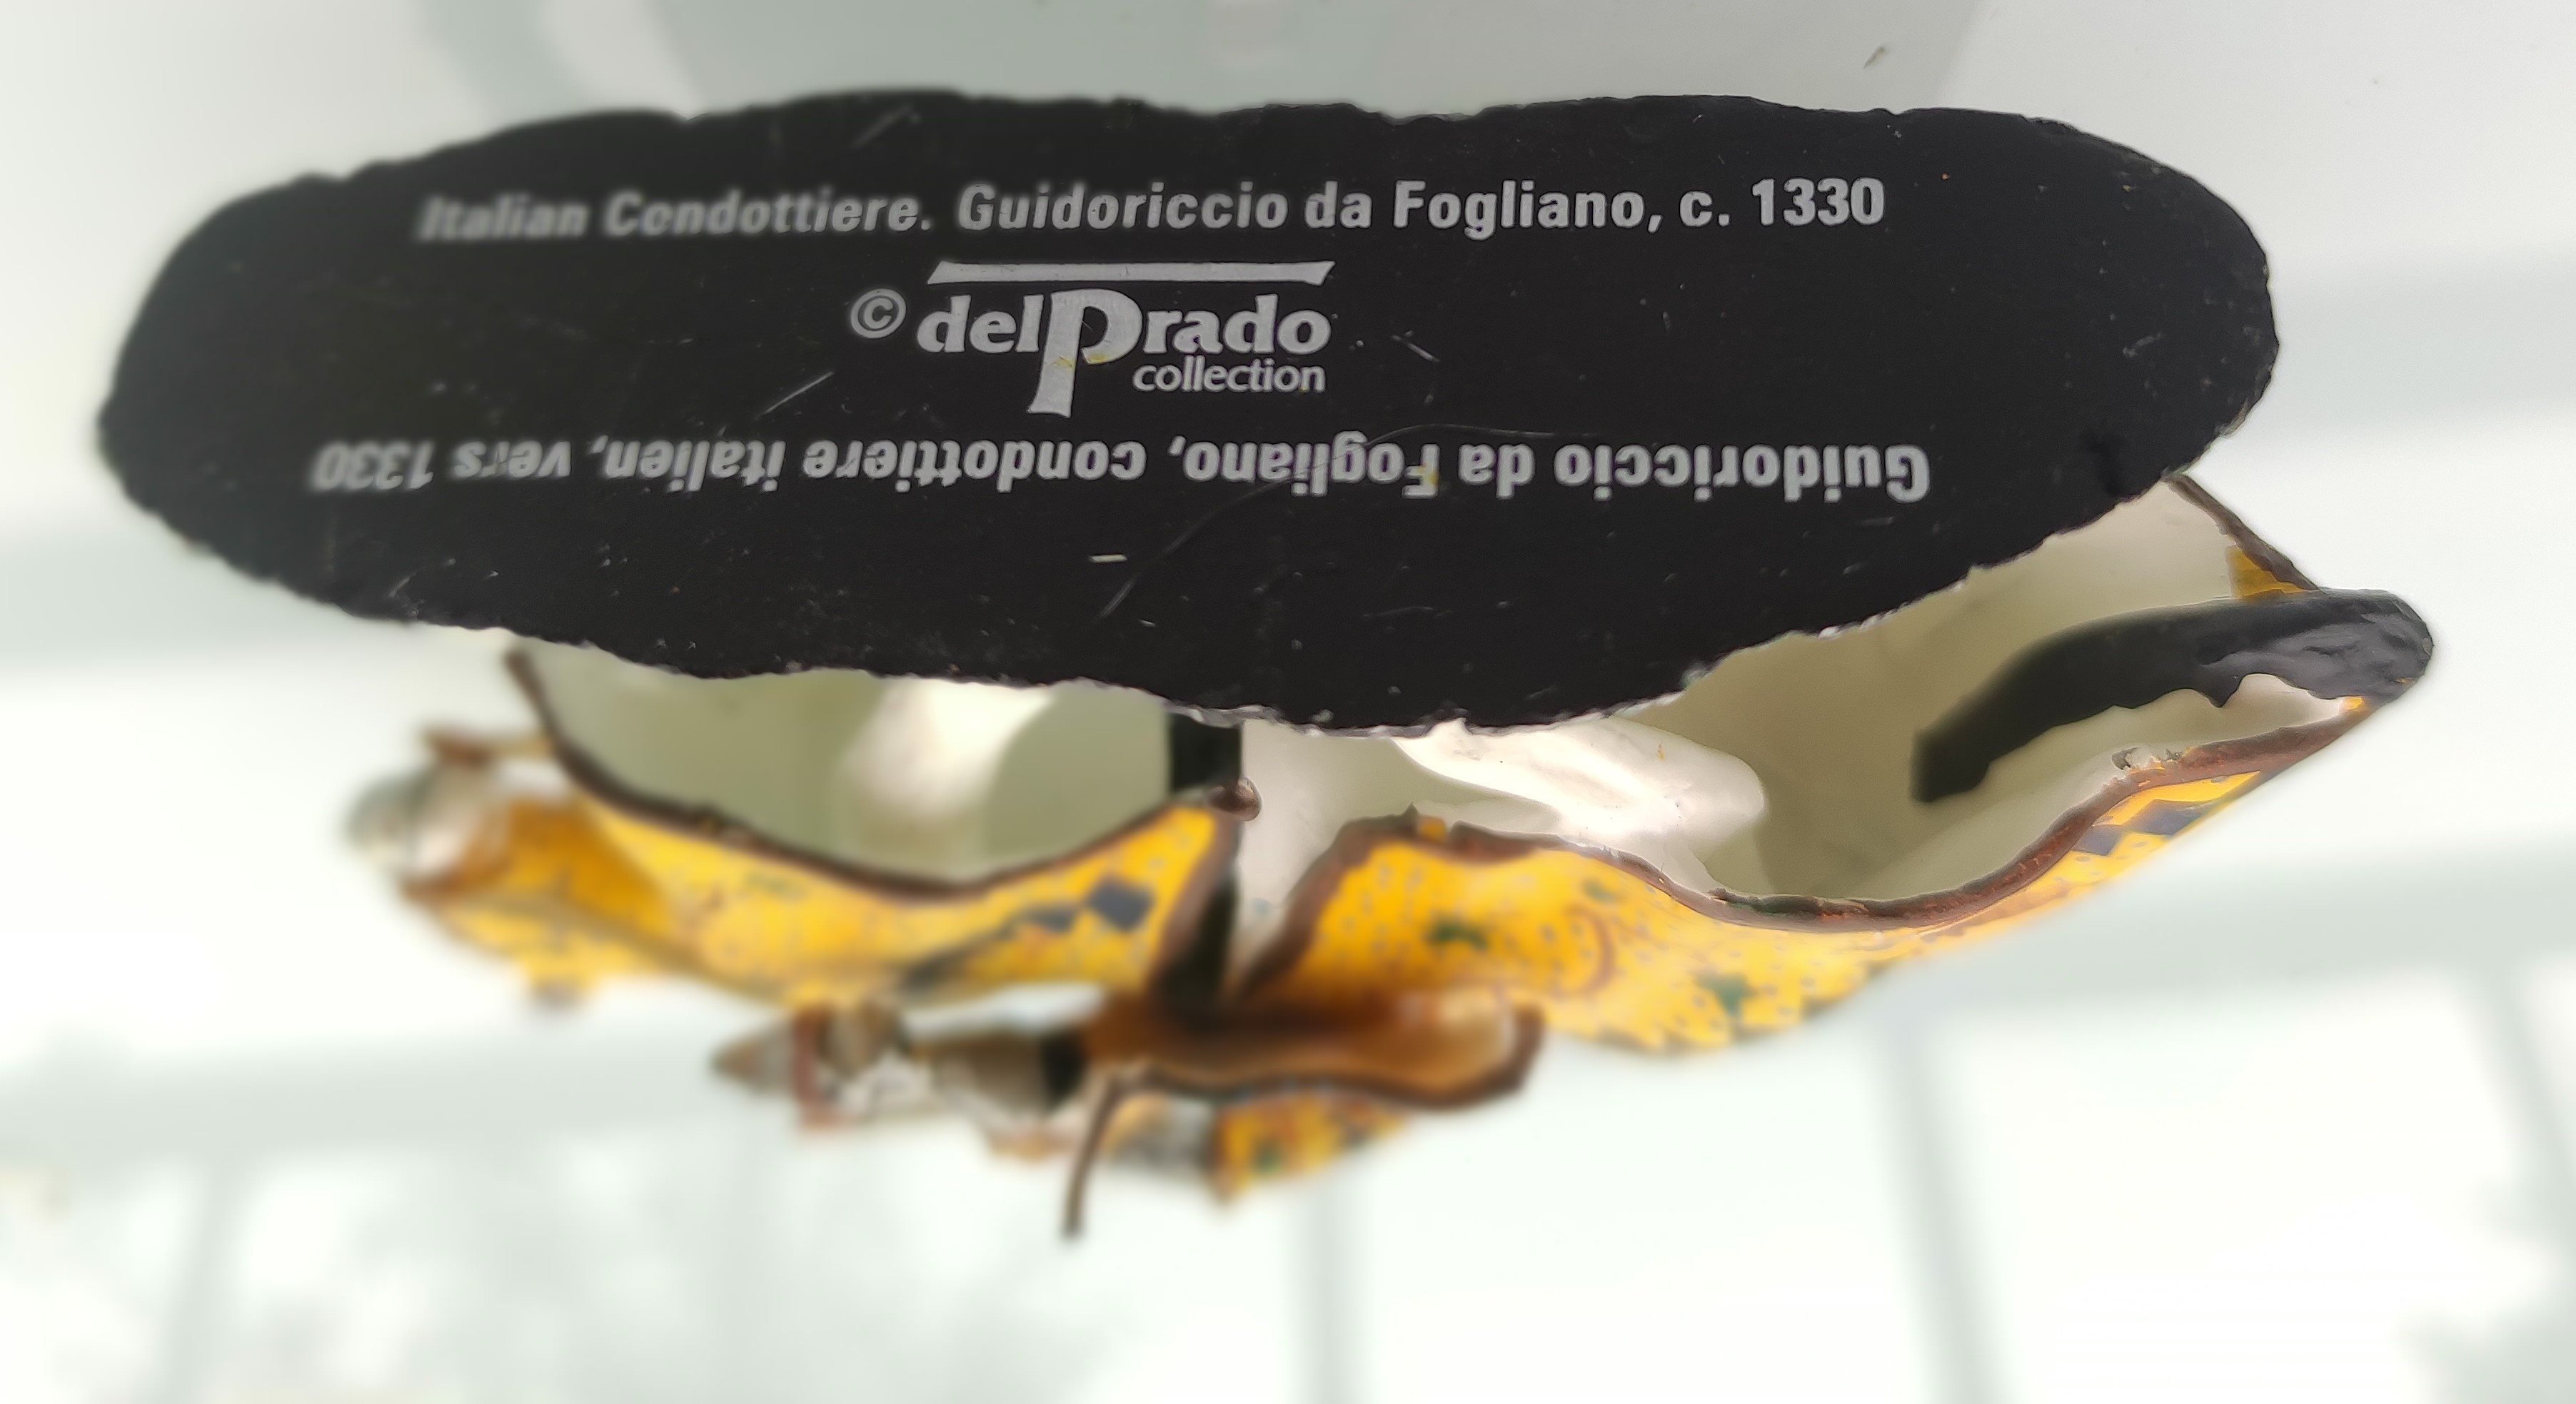 Italian Condottiere. Guidoriccio da Fogliano, c. 1330
© delPrado
collection
Guidoriccio da Fogliano, condottiere italien, vers 1330